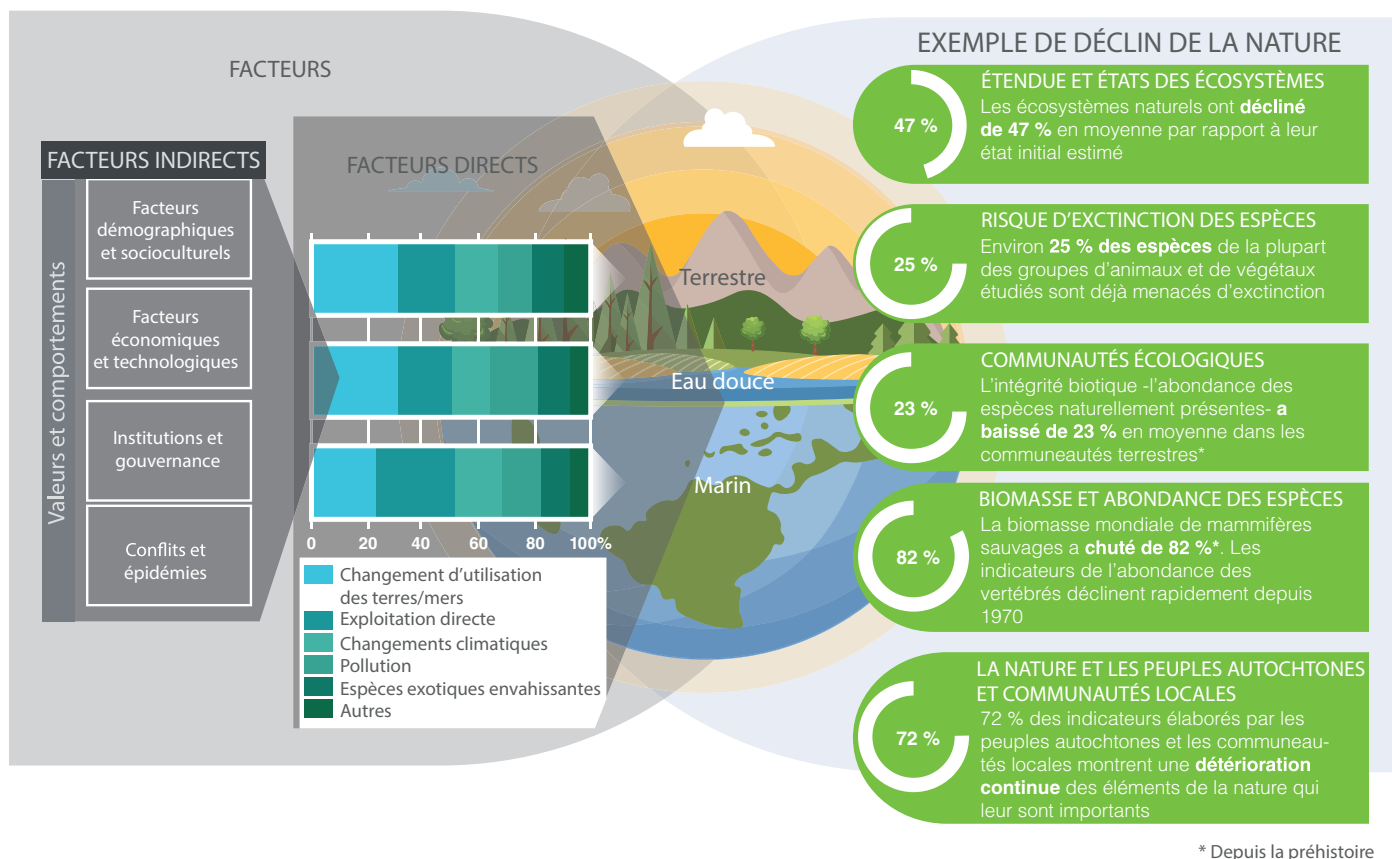 FACTEURS
FACTEURS INDIRECTS
Valeurs et comportements
Facteurs
démographiques
et socioculturels
Facteurs
économiques
et technologiques
Institutions et
gouvernance
Conflits et
épidémies
FACTEURS DIRECTS
Terrestre
Eau douce
Marin
0 20 40 60 80 100%
Changement d'utilisation
des terres/mers
Exploitation directe
Changements climatiques
Pollution
Espèces exotiques envahissantes
Autres
EXEMPLE DE DÉCLIN DE LA NATURE
47 %
ÉTENDUE ET ÉTATS DES ÉCOSYSTÈMES
Les écosystèmes naturels ont décliné
de 47 % en moyenne par rapport à leur
état initial estimé
25 %
RISQUE D'EXCTINCTION DES ESPÈCES
Environ 25 % des espèces de la plupart
des groupes d'animaux et de végétaux
étudiés sont déjà menacés d'exctinction
23 %
COMMUNAUTÉS ÉCOLOGIQUES
L'intégrité biotique -l'abondance des
espèces naturellement présentes- a
baissé de 23 % en moyenne dans les
communeautés terrestres*
82 %
BIOMASSE ET ABONDANCE DES ESPÈCES
La biomasse mondiale de mammifères
sauvages a chuté de 82 %*. Les
indicateurs de l'abondance des
vertébrés déclinent rapidement depuis
1970
72 %
LA NATURE ET LES PEUPLES AUTOCHTONES
ET COMMUNAUTÉS LOCALES
72 % des indicateurs élaborés par les
peuples autochtones et les communeau-
tés locales montrent une détérioration
continue des éléments de la nature qui
leur sont importants
* Depuis la préhistoire